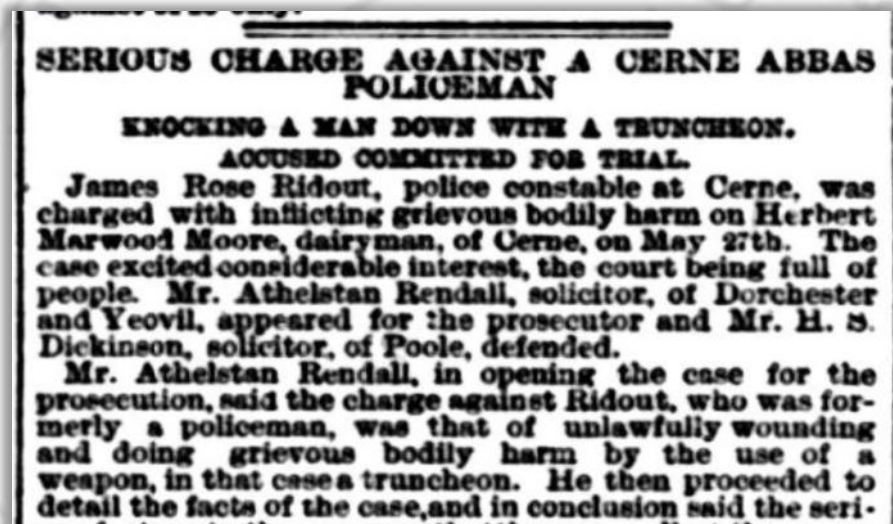 SERIOUS CHARGE AGAINST A CERNE ABBAS
POLICEMAN
KNOCKING A MAN DOWN WITH A TRUNCHEON.
ACCUSED COMMITTED FOR TRIAL.
James Rose Ridout, police constable at Cerne, was
charged with inflicting grievous bodily harm on Herbert
Marwood Moore, dairyman, of Cerne, on May 27th. The
case excited considerable interest, the court being full of
people. Mr. Athelstan Rendall, solicitor, of Dorchester
and Yeovil, appeared for the prosecutor and Mr. H. S.
Dickinson, solicitor, of Poole, defended.
Mr. Athelstan Rendall, in opening the case for the
prosecution, said the charge against Ridout, who was for-
merly a policeman, was that of unlawfully wounding
and doing grievous bodily harm by the use of a
weapon, in that case a truncheon. He then proceeded to
detail the facts of the case, and in conclusion said the seri-